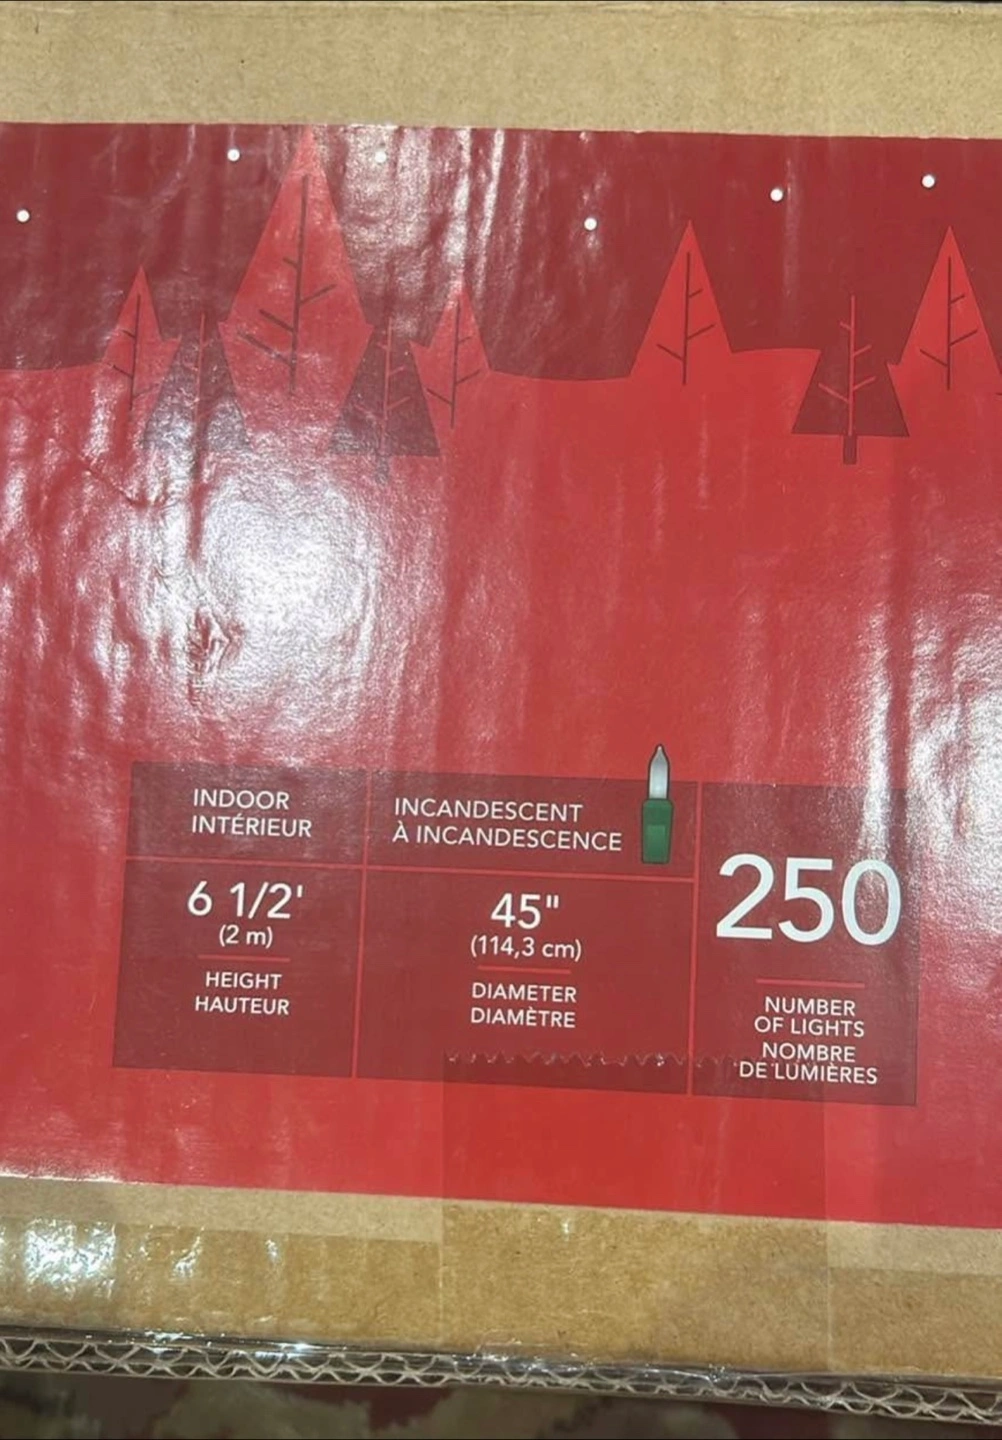 INDOOR
INTÉRIEUR
INCANDESCENT
À INCANDESCENCE
6 1/2'
(2 m)
HEIGHT
HAUTEUR
45"
(114,3 cm)
DIAMETER
DIAMÈTRE
250
NUMBER
OF LIGHTS
NOMBRE
DE LUMIÈRES